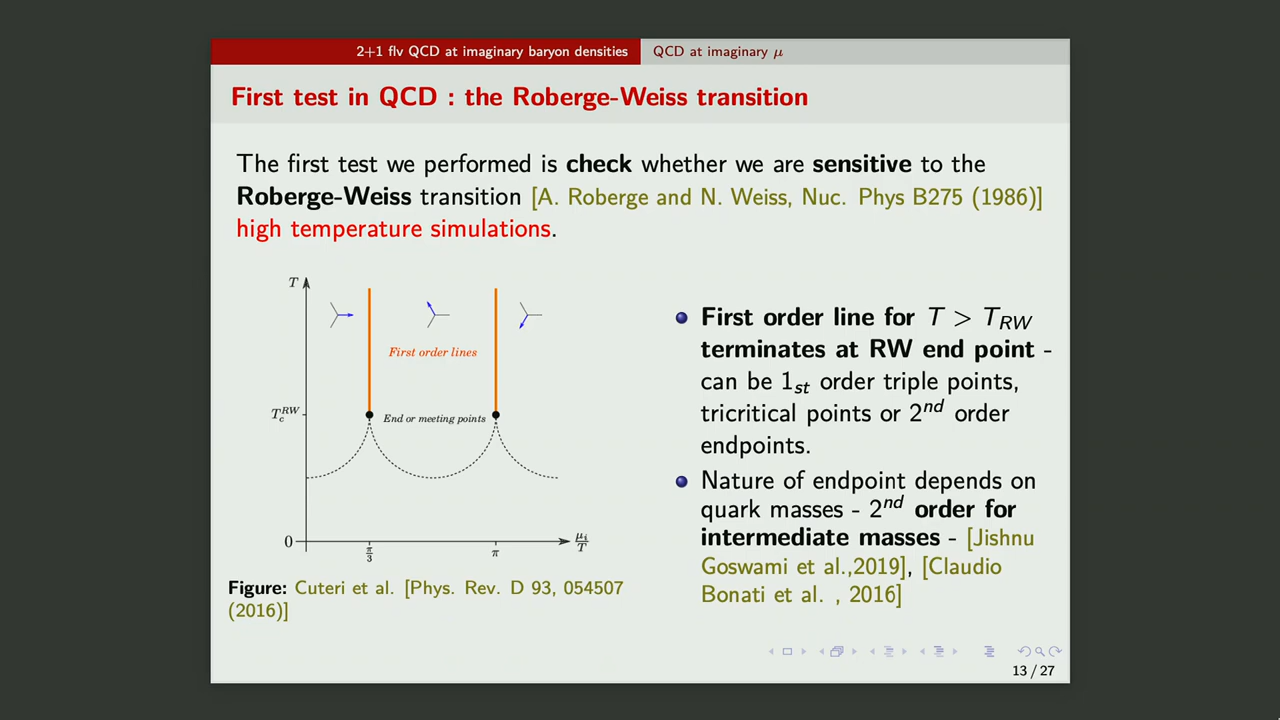 2+1 flv QCD at imaginary baryon densities
QCD at imaginary μ
First test in QCD : the Roberge-Weiss transition
The first test we performed is check whether we are sensitive to the
Roberge-Weiss transition [A. Roberge and N. Weiss, Nuc. Phys B275 (1986)]
high temperature simulations.
T
First order lines
T_c^{RW}
End or meeting points
0
π/3
π
μ_i/T
Figure: Cuteri et al. [Phys. Rev. D 93, 054507
(2016)]
First order line for T > T_{RW}
terminates at RW end point -
can be 1_{st} order triple points,
tricritical points or 2^{nd} order
endpoints.
Nature of endpoint depends on
quark masses - 2^{nd} order for
intermediate masses - [Jishnu
Goswami et al.,2019], [Claudio
Bonati et al. , 2016]
13 / 27